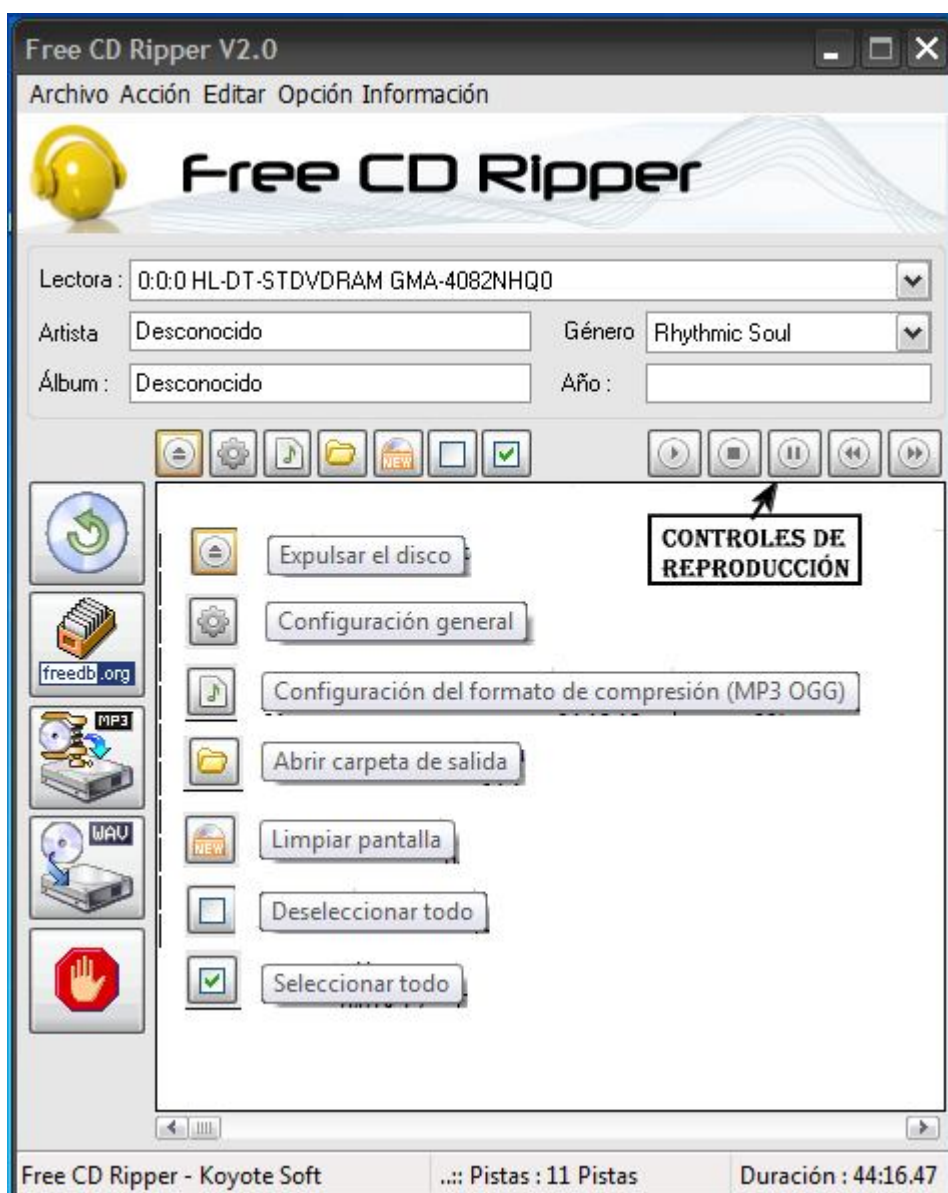 Free CD Ripper V2.0
Archivo Acción Editar Opción Información
Free CD Ripper
Lectora : 0:0:0 HL-DT-STDVDRAM GMA-4082NHQ0
Artista Desconocido Género Rhythmic Soul
Álbum : Desconocido Año :
NEW
CONTROLES DE
REPRODUCCIÓN
Expulsar el disco
Configuración general
freedb.org
Configuración del formato de compresión (MP3 OGG)
MP3
Abrir carpeta de salida
WAV
NEW
Limpiar pantalla
Deseleccionar todo
Seleccionar todo
Free CD Ripper - Koyote Soft ..:: Pistas : 11 Pistas Duración : 44:16.47